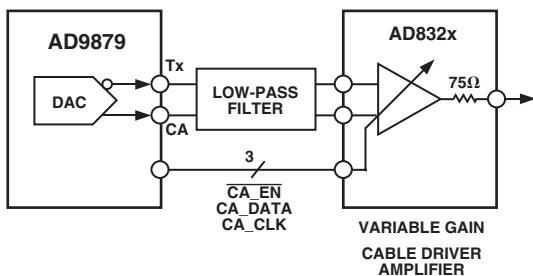 AD9879
DAC
Tx
CA
LOW-PASS
FILTER
3
CA_EN
CA_DATA
CA_CLK
AD832x
75Ω
VARIABLE GAIN
CABLE DRIVER
AMPLIFIER